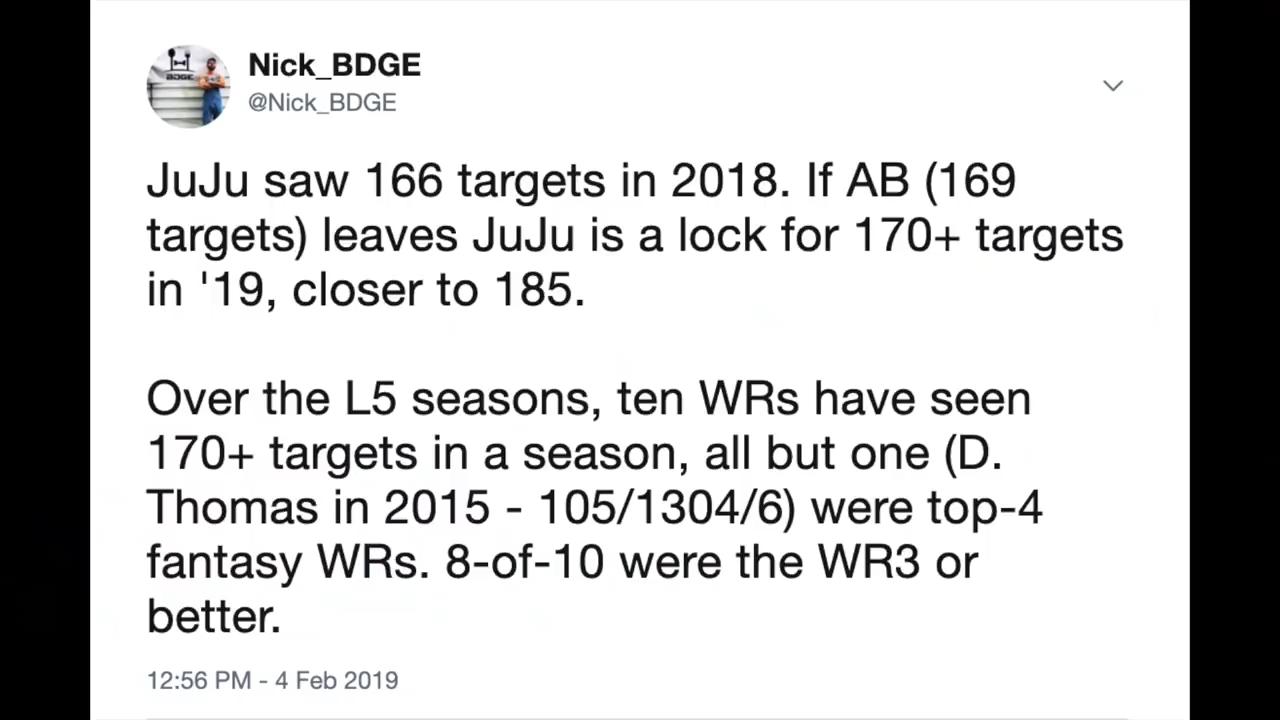 Nick_BDGE
@Nick_BDGE
JuJu saw 166 targets in 2018. If AB (169
targets) leaves JuJu is a lock for 170+ targets
in '19, closer to 185.
Over the L5 seasons, ten WRs have seen
170+ targets in a season, all but one (D.
Thomas in 2015 - 105/1304/6) were top-4
fantasy WRs. 8-of-10 were the WR3 or
better.
12:56 PM - 4 Feb 2019